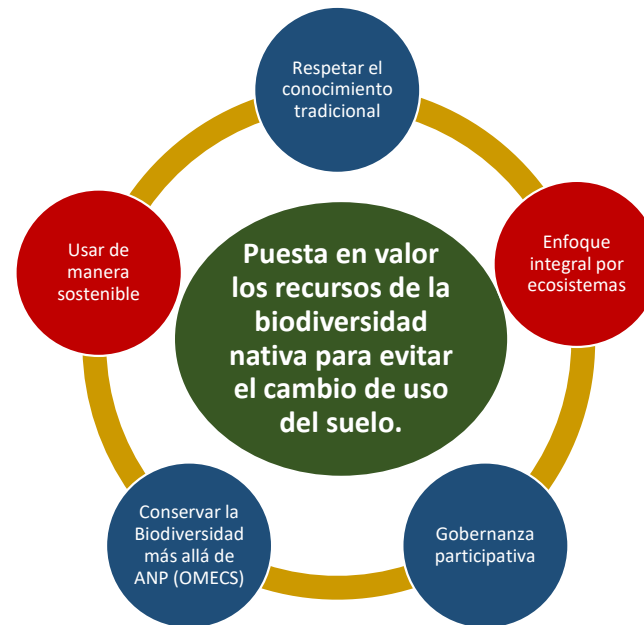 Respetar el
conocimiento
tradicional
Usar de
manera
sostenible
Enfoque
integral por
ecosistemas
Puesta en valor
los recursos de la
biodiversidad
nativa para evitar
el cambio de uso
del suelo.
Conservar la
Biodiversidad
más allá de
ANP (OMECS)
Gobernanza
participativa